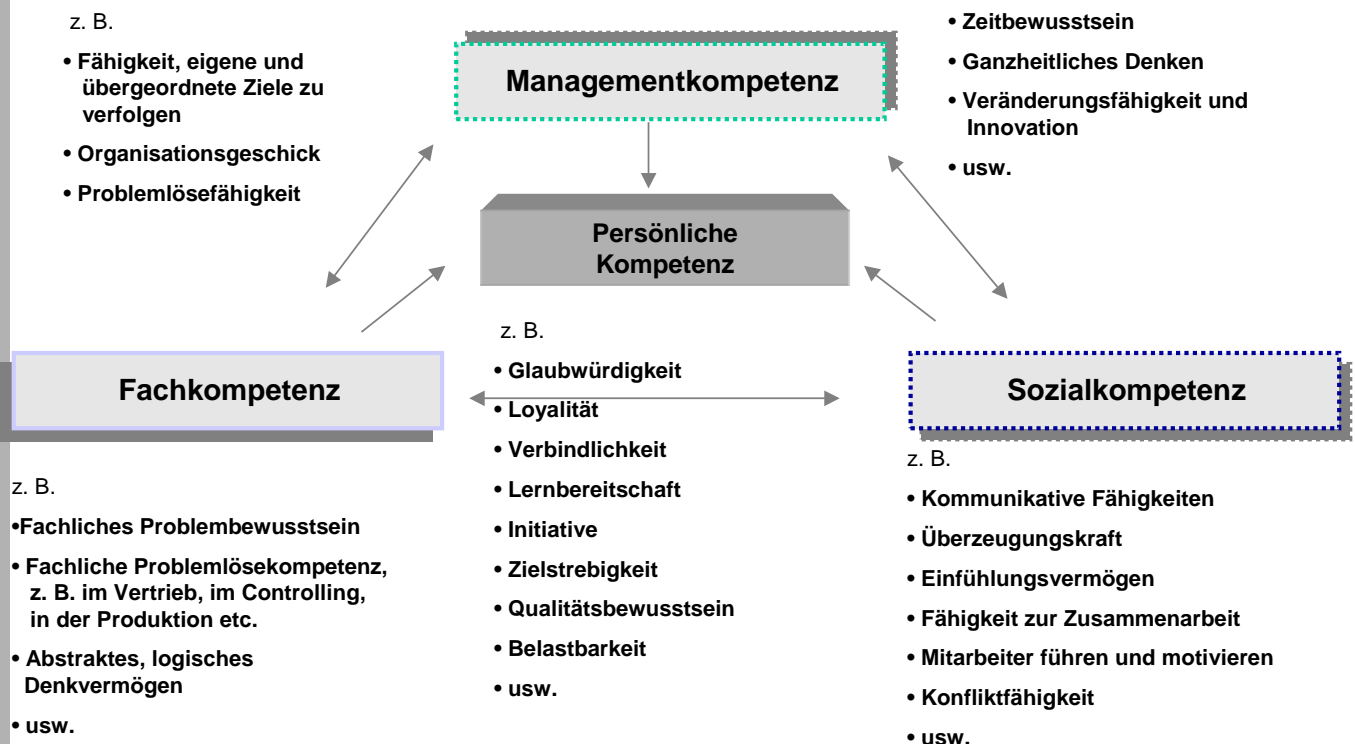 z. B.
• Fähigkeit, eigene und
übergeordnete Ziele zu
verfolgen
• Organisationsgeschick
• Problemlösefähigkeit
Managementkompetenz
• Zeitbewusstsein
• Ganzheitliches Denken
• Veränderungsfähigkeit und
Innovation
• usw.
Persönliche
Kompetenz
z. B.
• Glaubwürdigkeit
• Loyalität
• Verbindlichkeit
• Lernbereitschaft
• Initiative
• Zielstrebigkeit
• Qualitätsbewusstsein
• Belastbarkeit
• usw.
Fachkompetenz
z. B.
•Fachliches Problembewusstsein
• Fachliche Problemlösekompetenz,
z. B. im Vertrieb, im Controlling,
in der Produktion etc.
• Abstraktes, logisches
Denkvermögen
• usw.
Sozialkompetenz
z. B.
• Kommunikative Fähigkeiten
• Überzeugungskraft
• Einfühlungsvermögen
• Fähigkeit zur Zusammenarbeit
• Mitarbeiter führen und motivieren
• Konfliktfähigkeit
• usw.